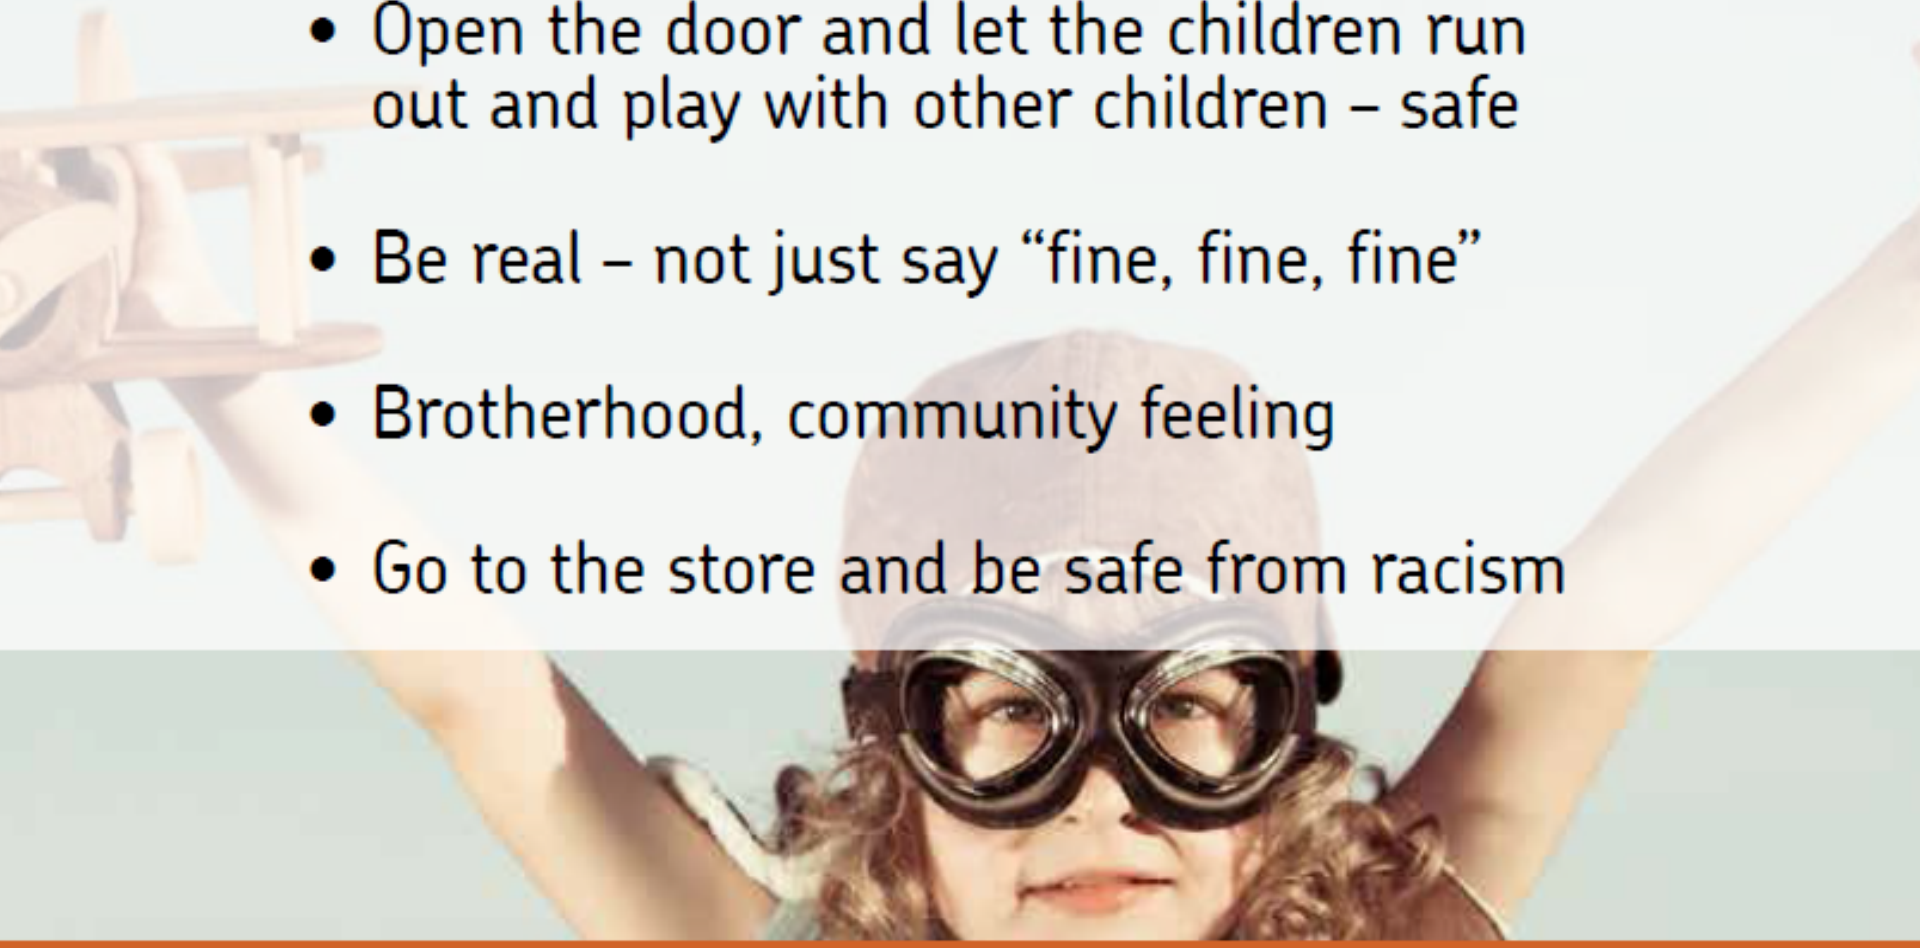 • Open the door and let the children run
out and play with other children – safe
• Be real – not just say “fine, fine, fine”
• Brotherhood, community feeling
• Go to the store and be safe from racism